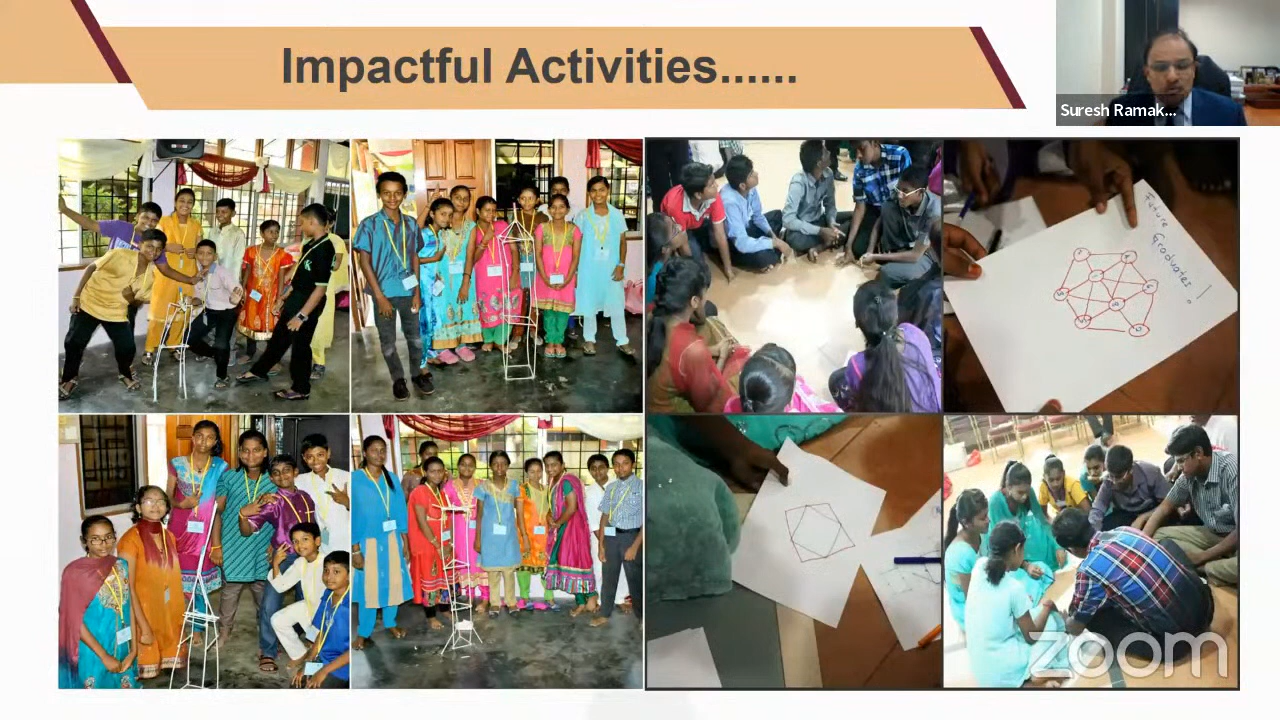 Impactful Activities......
Suresh Ramak...
Future
Graduates !
zoom